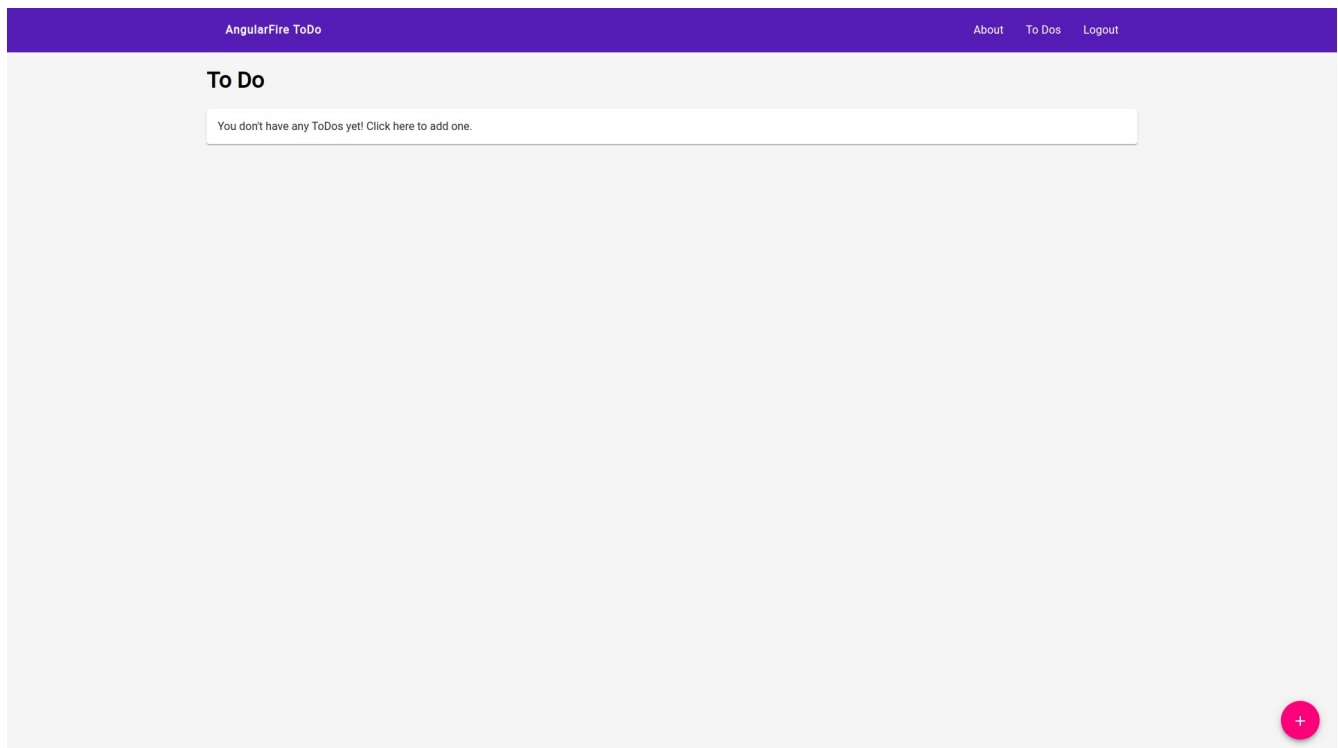 AngularFire ToDo
About To Dos Logout
To Do
You don't have any ToDos yet! Click here to add one.
+